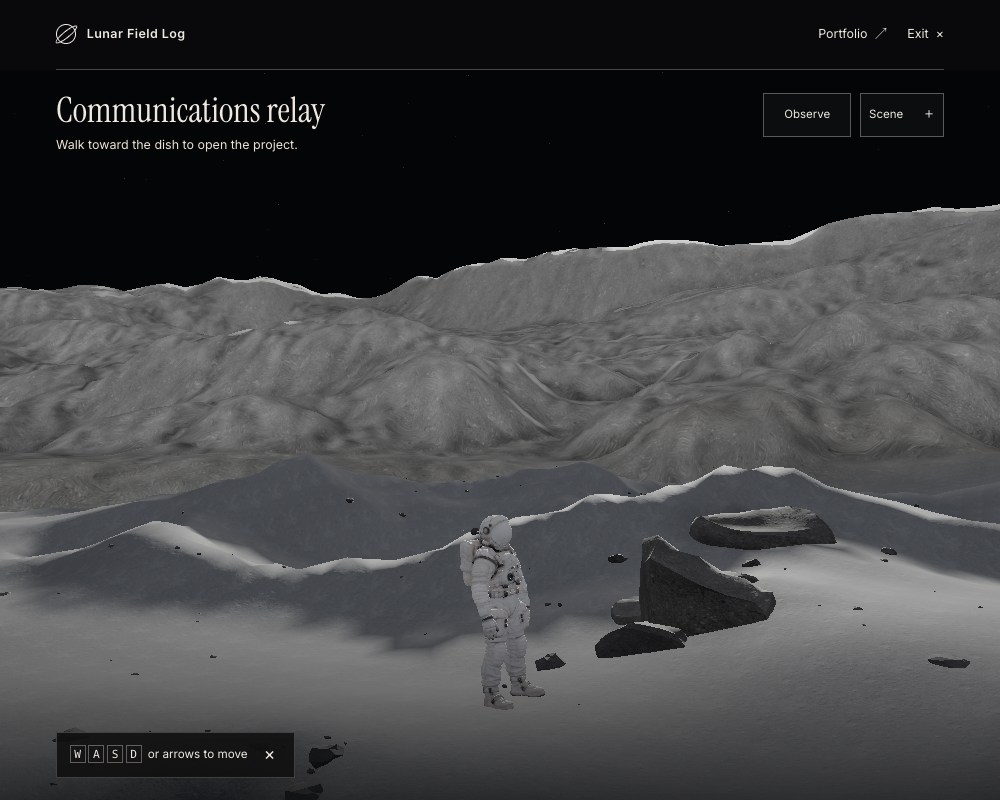 Lunar Field Log
Portfolio ↗ Exit ×
Communications relay
Walk toward the dish to open the project.
Observe
Scene +
W A S D or arrows to move ×